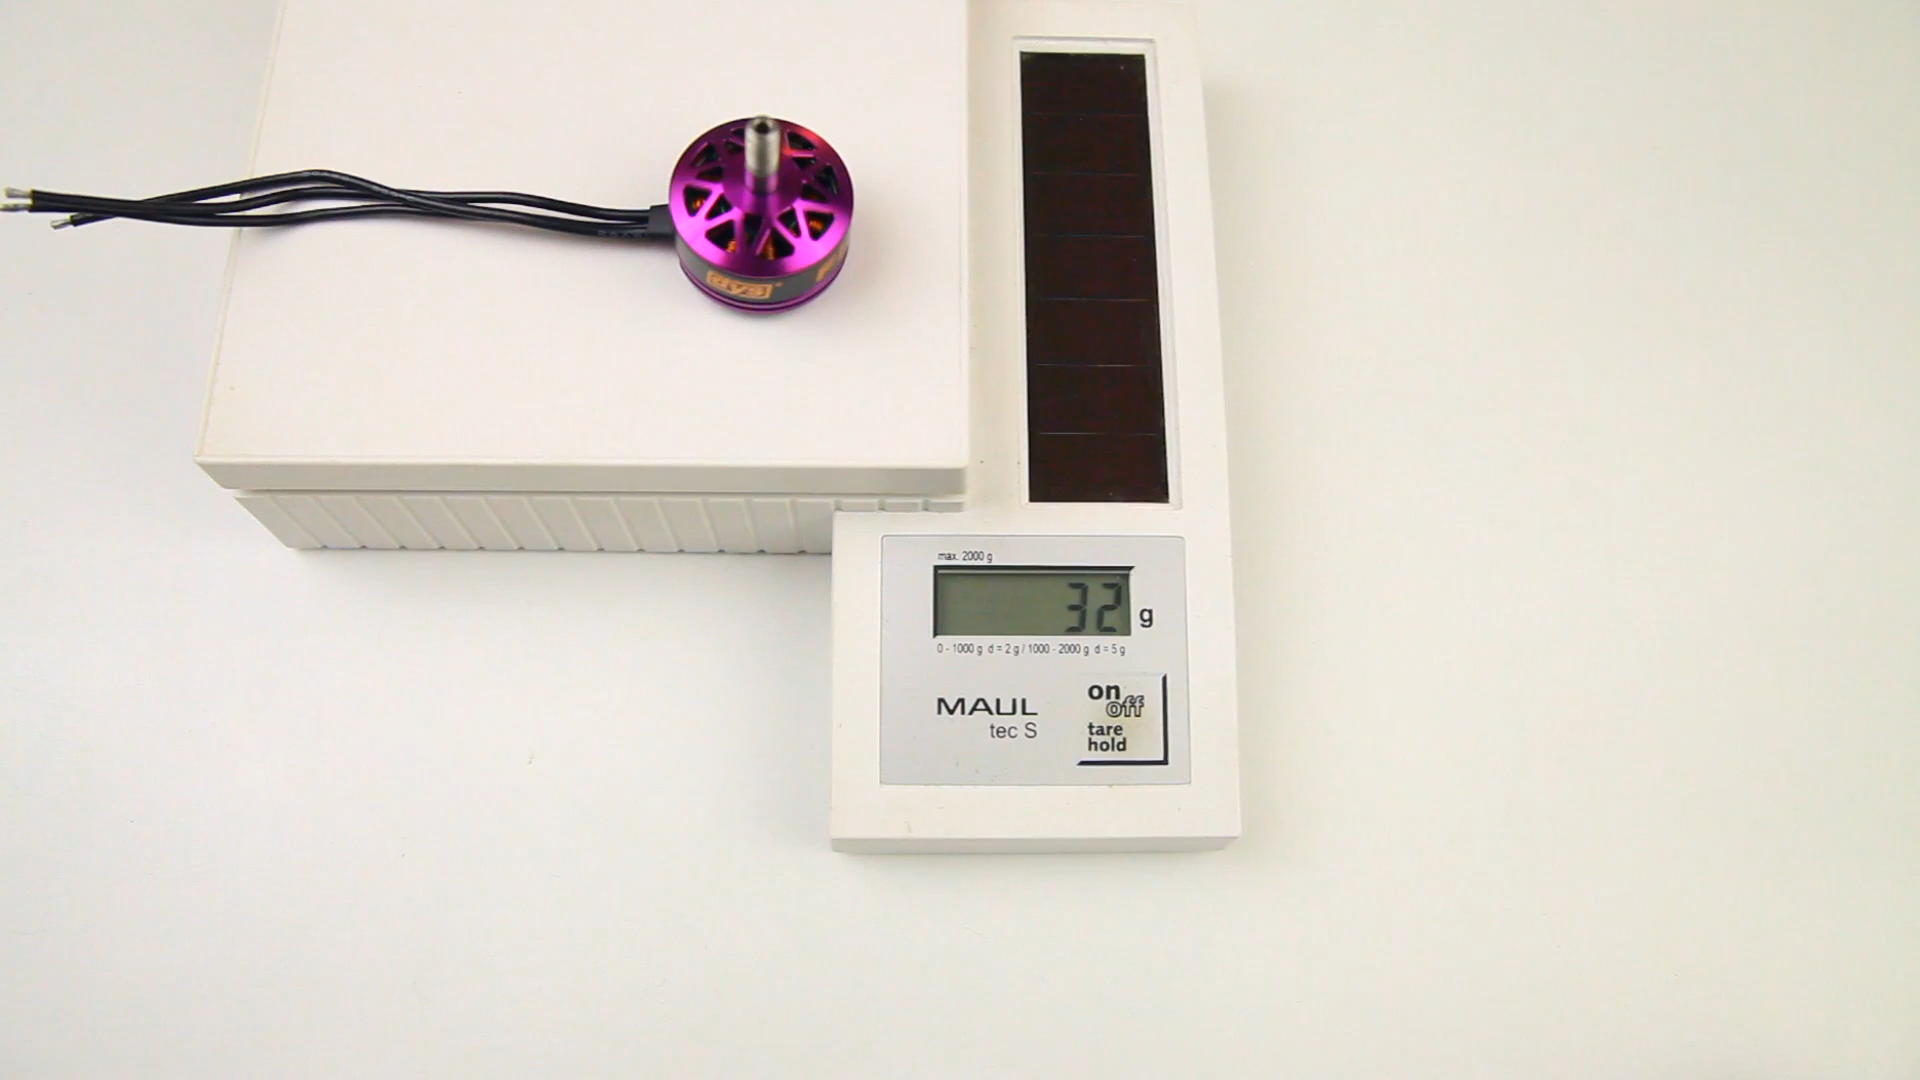 max. 2000 g
32 g
0 - 1000 g d = 2 g / 1000 - 2000 g d = 5 g
MAUL
tec S
on
off
tare
hold